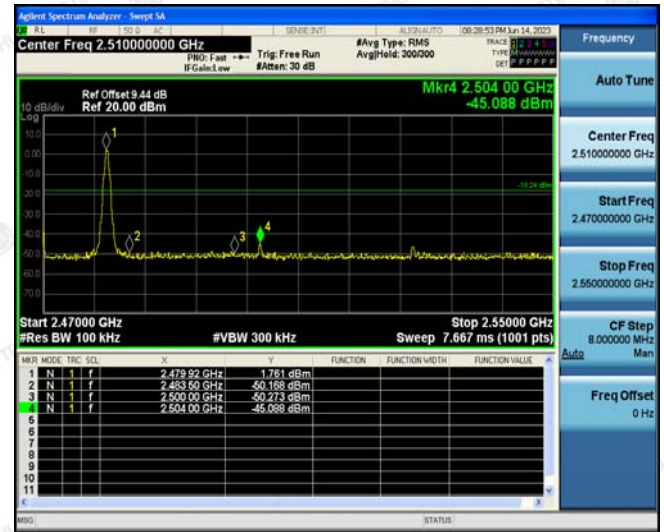 Agilent Spectrum Analyzer - Swept SA
RL RF 50 Ω AC SENSE:INT ALIGN AUTO 08:28:53 PM Jun 14, 2023
Center Freq 2.510000000 GHz
PNO: Fast
IFGain:Low
Trig: Free Run
#Atten: 30 dB
#Avg Type: RMS
Avg|Hold: 300/300
TRACE 1 2 3 4 5 6
TYPE MWWWWW
DET P P P P P P
Ref Offset 9.44 dB
Ref 20.00 dBm
10 dB/div
Log
Mkr4 2.504 00 GHz
-45.088 dBm
10.0
0.00
-10.0
-20.0
-30.0
-40.0
-50.0
-60.0
-70.0
1
2
3
4
-18.24 dBm
Start 2.47000 GHz
Stop 2.55000 GHz
#Res BW 100 kHz
#VBW 300 kHz
Sweep 7.667 ms (1001 pts)
MKR MODE TRC SCL X Y FUNCTION FUNCTION WIDTH FUNCTION VALUE
1 N 1 f 2.479 92 GHz 1.761 dBm
2 N 1 f 2.483 50 GHz -50.168 dBm
3 N 1 f 2.500 00 GHz -50.273 dBm
4 N 1 f 2.504 00 GHz -45.088 dBm
5
6
7
8
9
10
11
MSG
STATUS
Frequency
Auto Tune
Center Freq
2.510000000 GHz
Start Freq
2.470000000 GHz
Stop Freq
2.550000000 GHz
CF Step
8.000000 MHz
Auto Man
Freq Offset
0 Hz